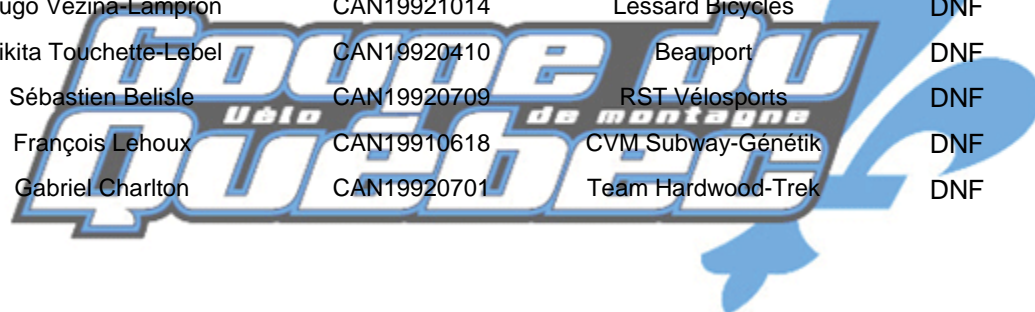 ugo Vézina-Lampron CAN19921014 Lessard Bicycles DNF
ikita Touchette-Lebel CAN19920410 Beauport DNF
Sébastien Belisle CAN19920709 RST Vélosports DNF
François Lehoux CAN19910618 CVM Subway-Génétik DNF
Gabriel Charlton CAN19920701 Team Hardwood-Trek DNF
Coupe du
Vélo de montagne
Québec